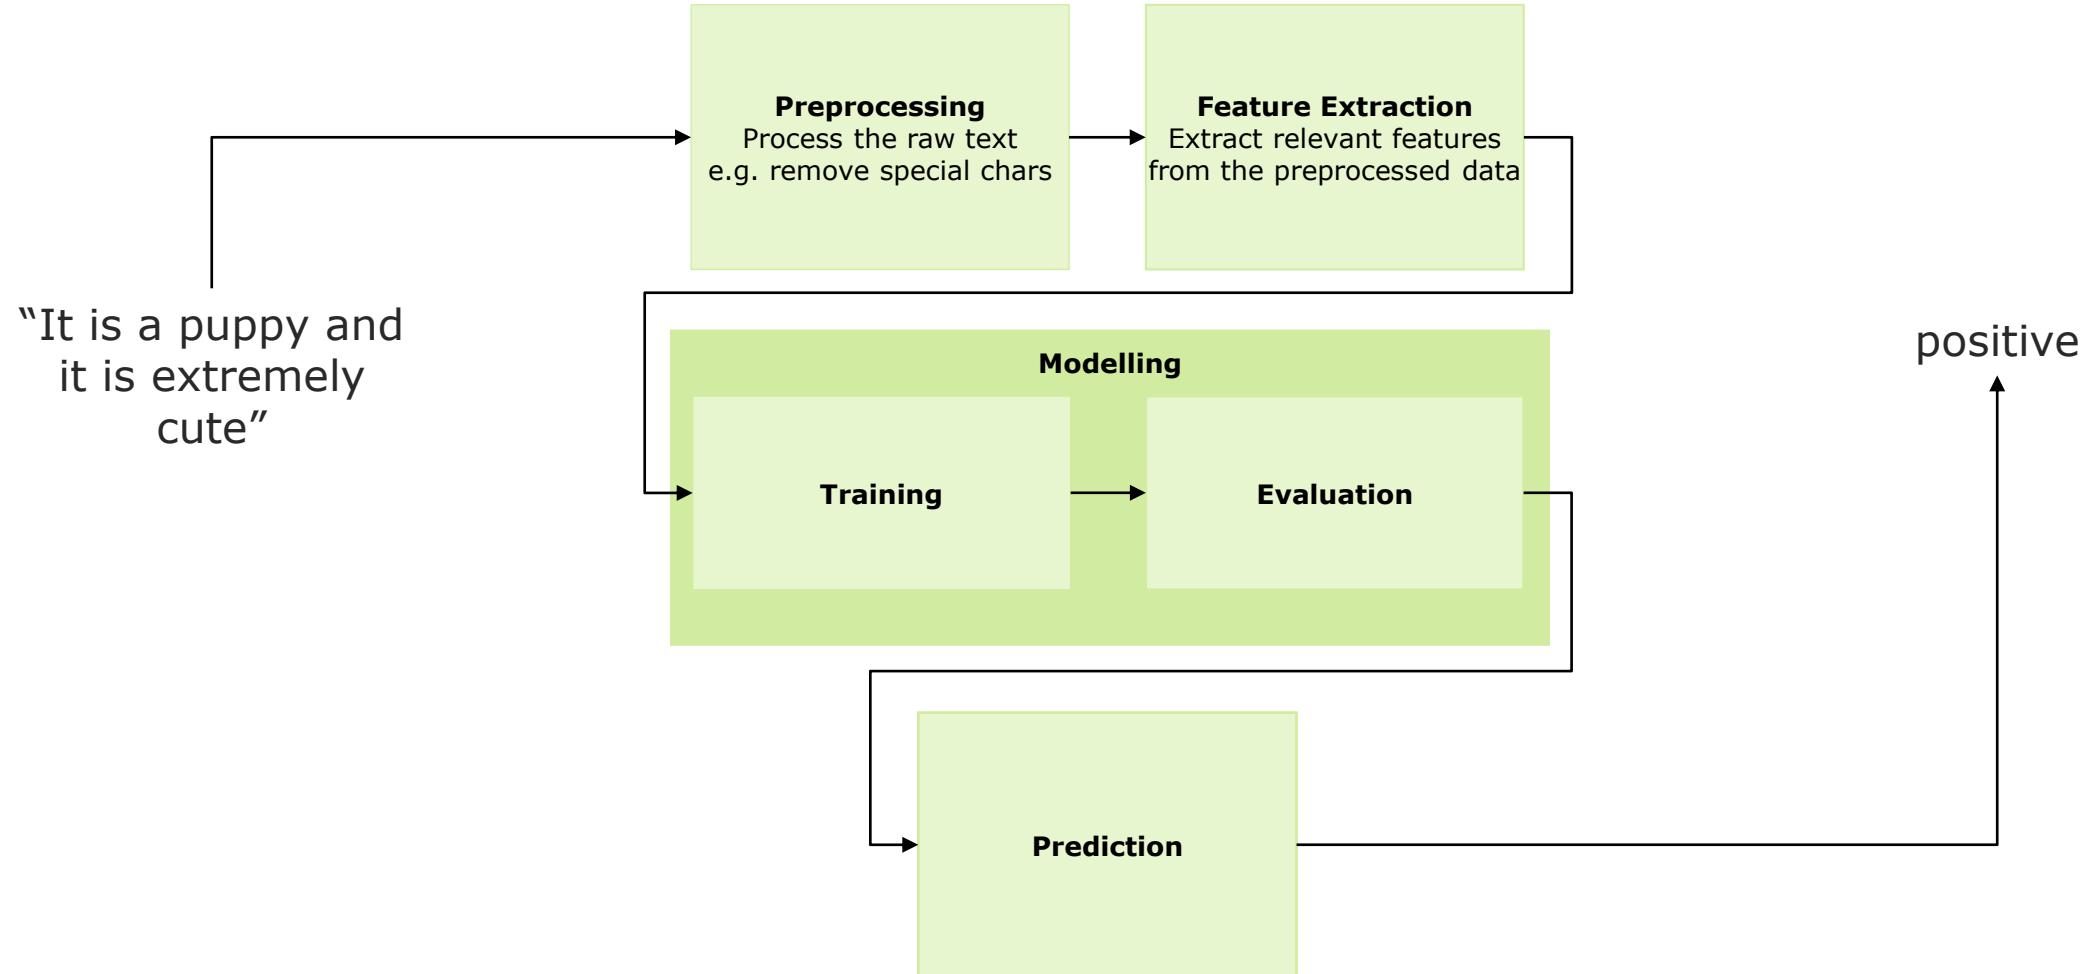 “It is a puppy and
it is extremely
cute”
Preprocessing
Process the raw text
e.g. remove special chars
Feature Extraction
Extract relevant features
from the preprocessed data
Modelling
Training
Evaluation
Prediction
positive